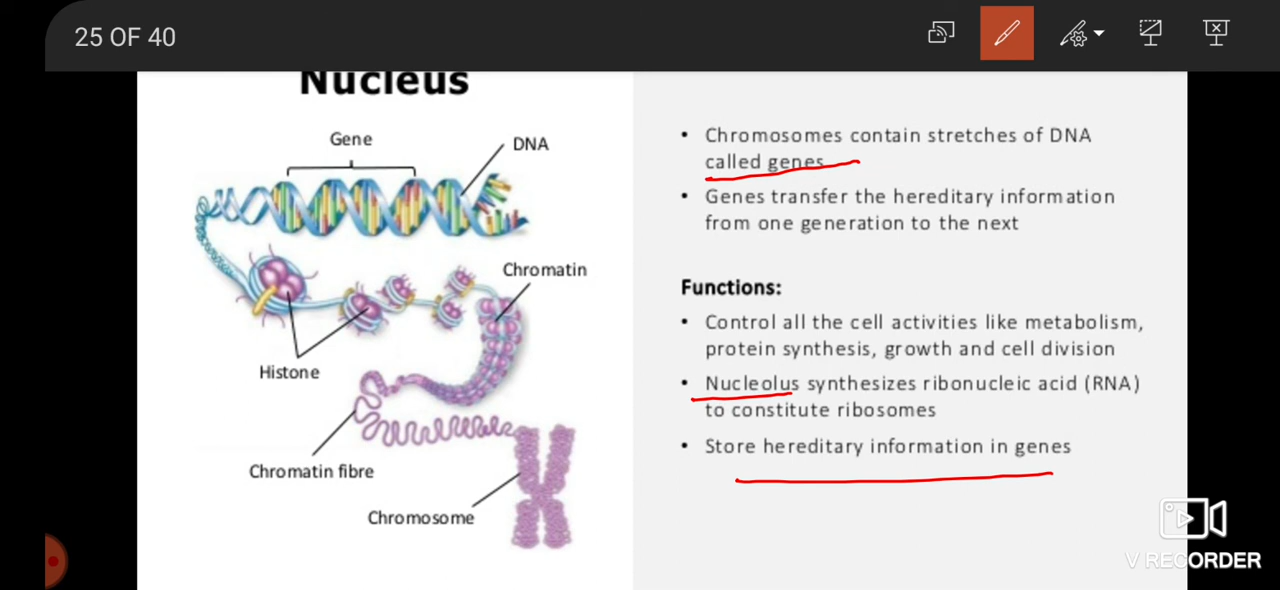 25 OF 40
Nucleus
Gene
DNA
Chromatin
Histone
Chromatin fibre
Chromosome
• Chromosomes contain stretches of DNA
called genes
• Genes transfer the hereditary information
from one generation to the next
Functions:
• Control all the cell activities like metabolism,
protein synthesis, growth and cell division
• Nucleolus synthesizes ribonucleic acid (RNA)
to constitute ribosomes
• Store hereditary information in genes
V RECORDER